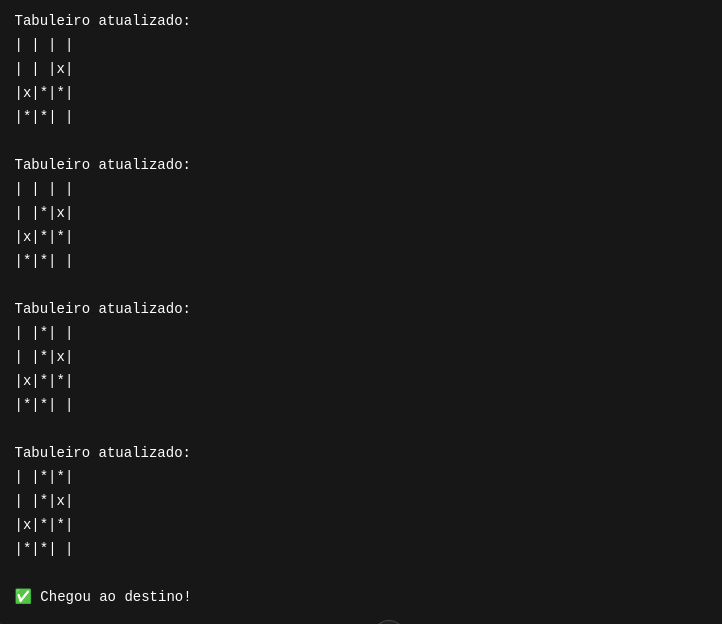 Tabuleiro atualizado:
| | | |
| | |x|
|x|*|*|
|*|*| |
Tabuleiro atualizado:
| | | |
| |*|x|
|x|*|*|
|*|*| |
Tabuleiro atualizado:
| |*| |
| |*|x|
|x|*|*|
|*|*| |
Tabuleiro atualizado:
| |*|*|
| |*|x|
|x|*|*|
|*|*| |
✅ Chegou ao destino!